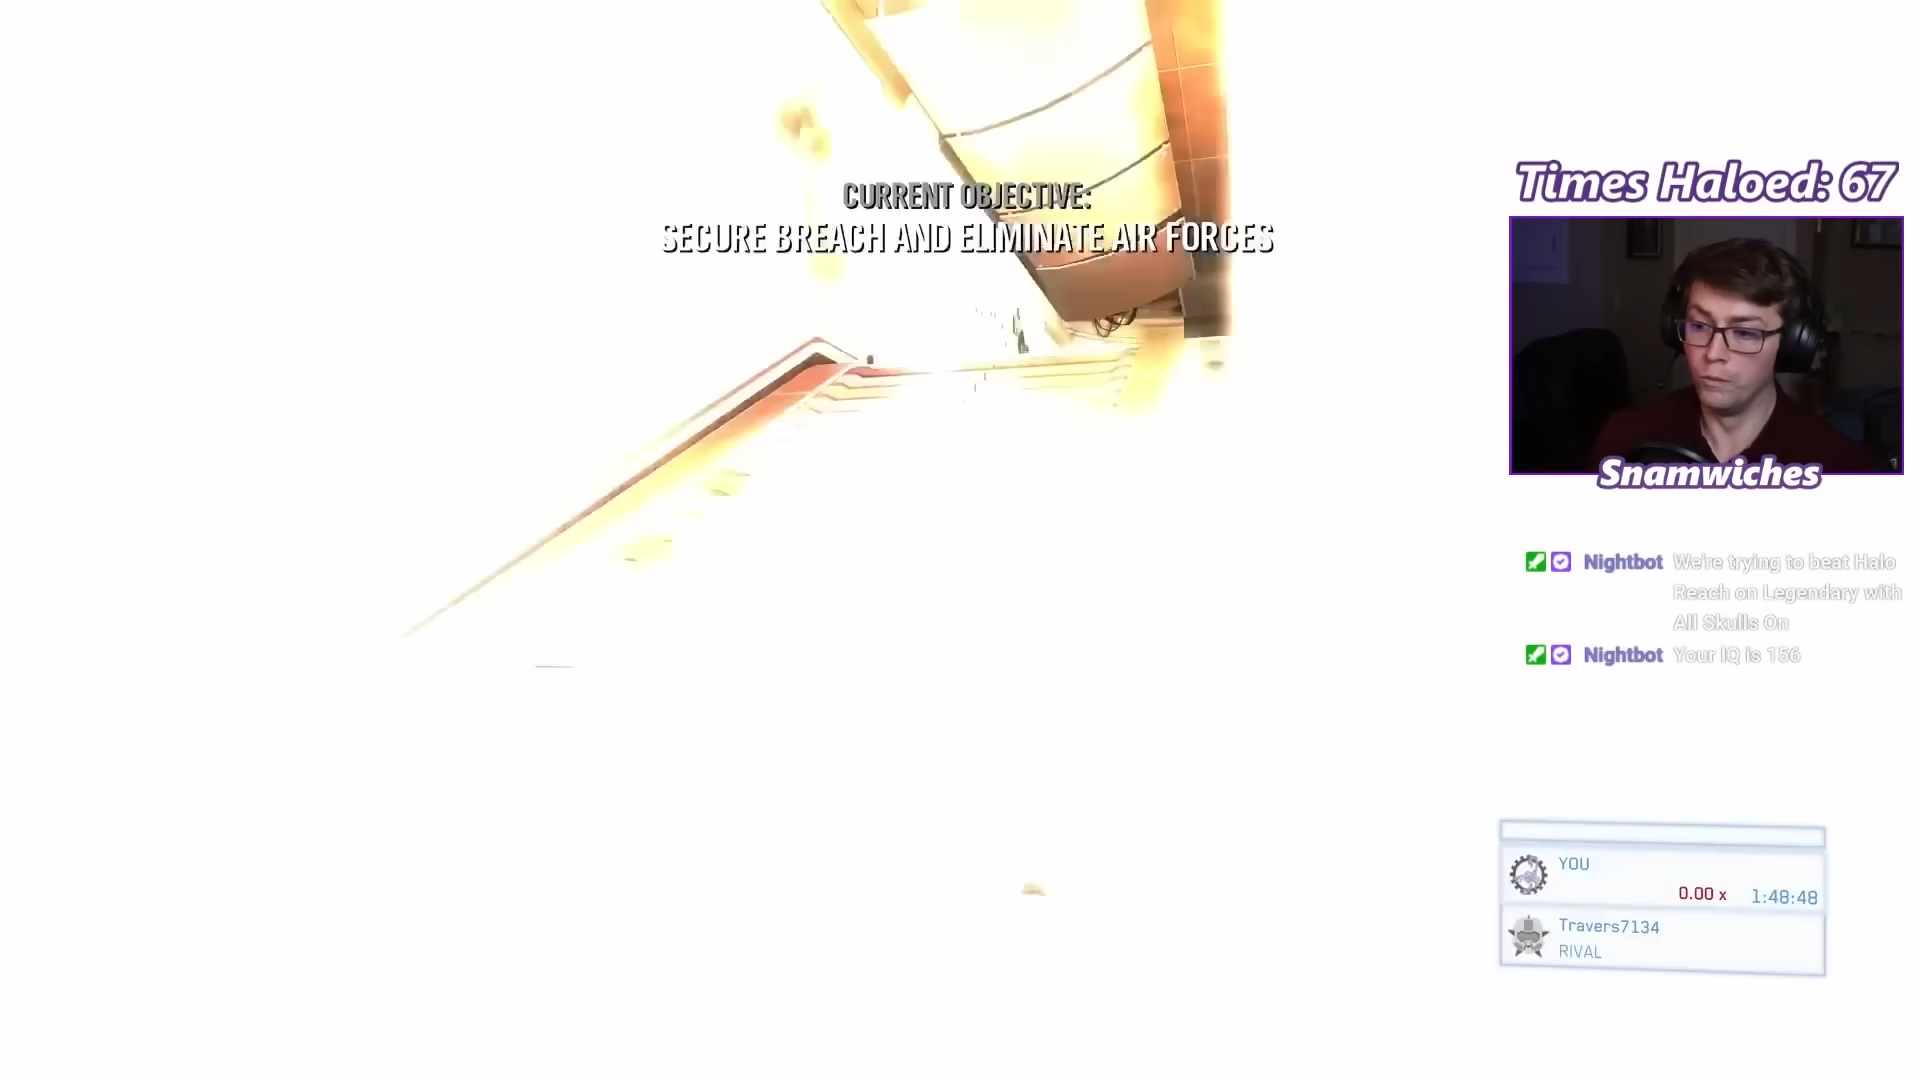 CURRENT OBJECTIVE:
SECURE BREACH AND ELIMINATE AIR FORCES
Times Haloed: 67
Snamwiches
Nightbot We're trying to beat Halo
Reach on Legendary with
All Skulls On
Nightbot Your IQ is 156
YOU
0.00 x 1:48:48
Travers7134
RIVAL